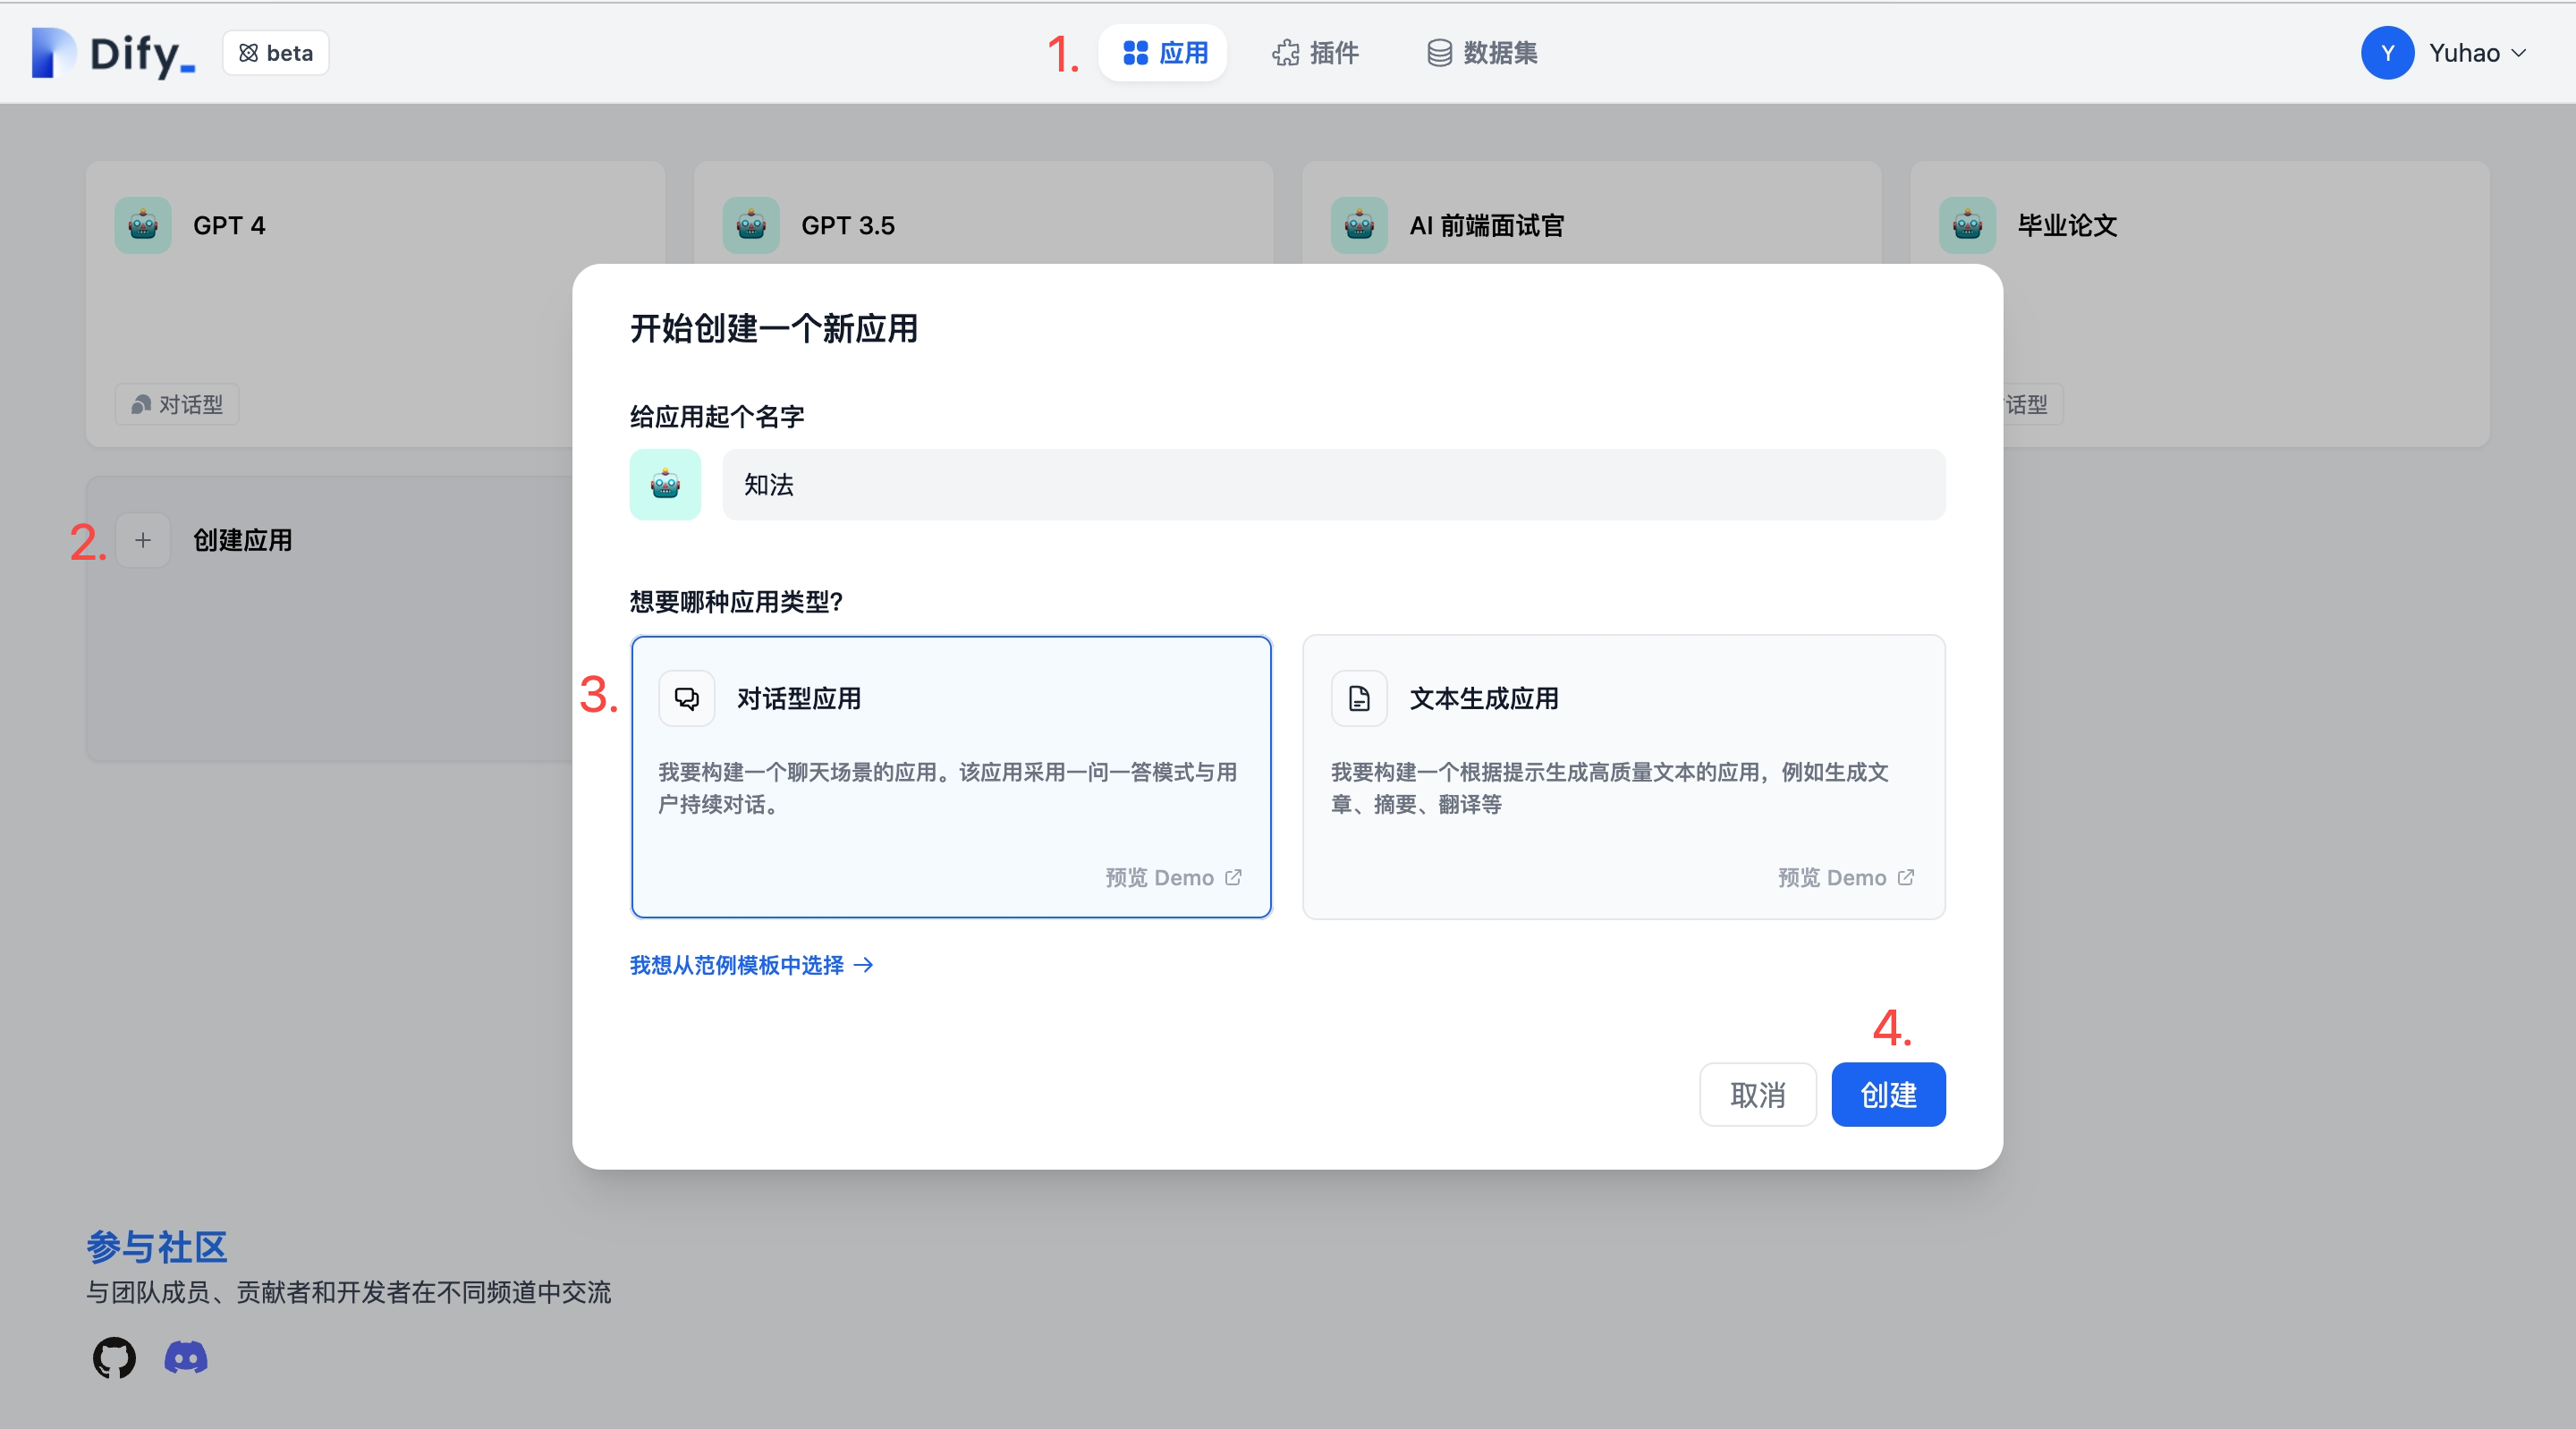 Dify_
beta
1.
应用
插件
数据集
Y
Yuhao
GPT 4
GPT 3.5
AI 前端面试官
毕业论文
对话型
话型
2.
+ 创建应用
开始创建一个新应用
给应用起个名字
知法
想要哪种应用类型?
3.
对话型应用
我要构建一个聊天场景的应用。该应用采用一问一答模式与用
户持续对话。
预览 Demo
文本生成应用
我要构建一个根据提示生成高质量文本的应用，例如生成文
章、摘要、翻译等
预览 Demo
我想从范例模板中选择 →
4.
取消
创建
参与社区
与团队成员、贡献者和开发者在不同频道中交流